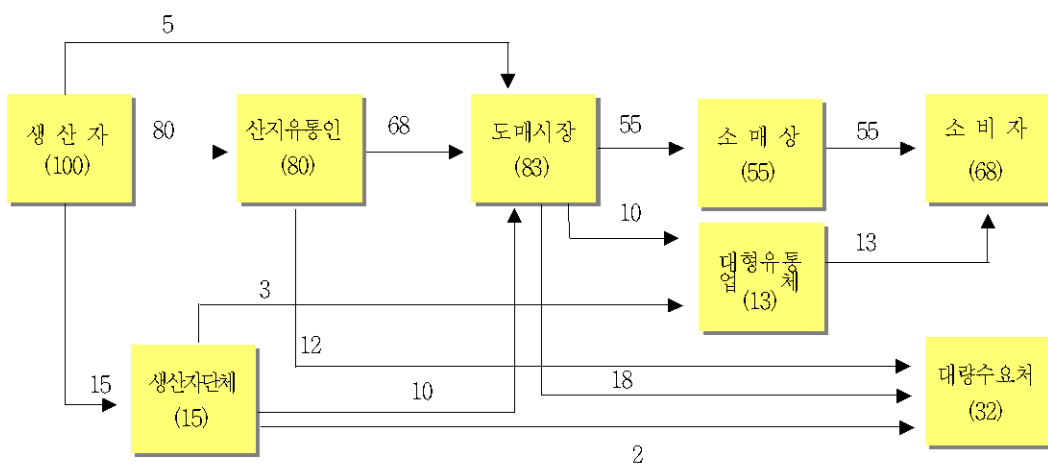 5
생 산 자
(100)
80
산지유통인
(80)
68
도매시장
(83)
55
소 매 상
(55)
55
소 비 자
(68)
10
대형유통
업 체
(13)
13
3
12
15
생산자단체
(15)
10
18
대량수요처
(32)
2